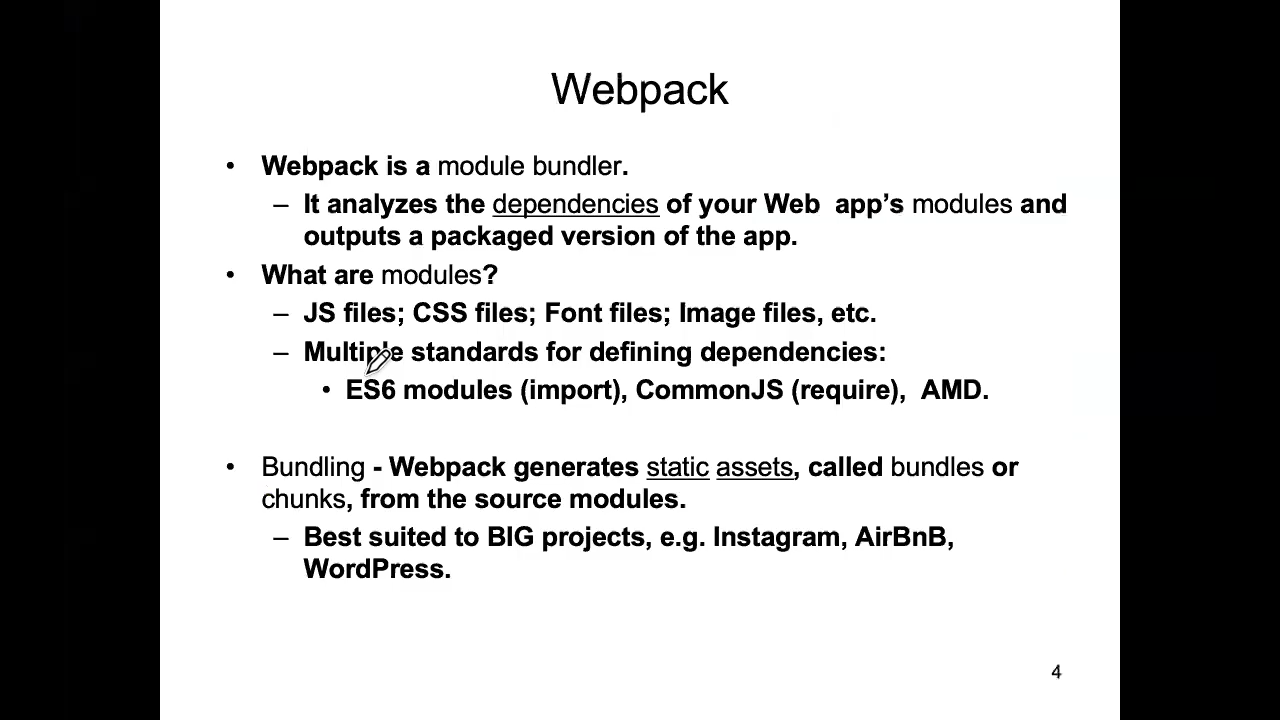 Webpack
• Webpack is a module bundler.
– It analyzes the dependencies of your Web app’s modules and
outputs a packaged version of the app.
• What are modules?
– JS files; CSS files; Font files; Image files, etc.
– Multiple standards for defining dependencies:
• ES6 modules (import), CommonJS (require), AMD.
• Bundling - Webpack generates static assets, called bundles or
chunks, from the source modules.
– Best suited to BIG projects, e.g. Instagram, AirBnB,
WordPress.
4